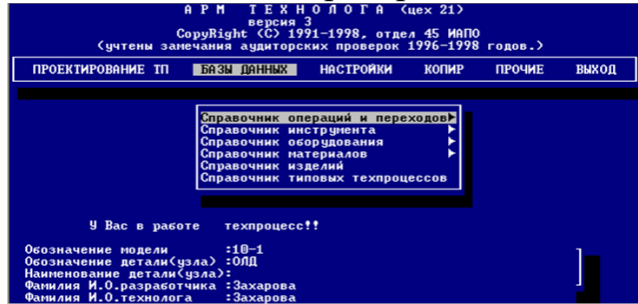 А Р М Т Е Х Н О Л О Г А (цех 21)
версия 3
CopyRight (C) 1991-1998, отдел 45 ИАПО
(учтены замечания аудиторских проверок 1996-1998 годов.)
ПРОЕКТИРОВАНИЕ ТП БАЗЫ ДАННЫХ НАСТРОЙКИ КОПИР ПРОЧИЕ ВЫХОД
Справочник операций и переходов►
Справочник инструмента ►
Справочник оборудования ►
Справочник материалов ►
Справочник изделий
Справочник типовых техпроцессов
У Вас в работе техпроцесс!!
Обозначение модели :10-1
Обозначение детали(узла) :ОЛД
Наименование детали(узла):
Фамилия И.О.разработчика :Захарова
Фамилия И.О.технолога :Захарова